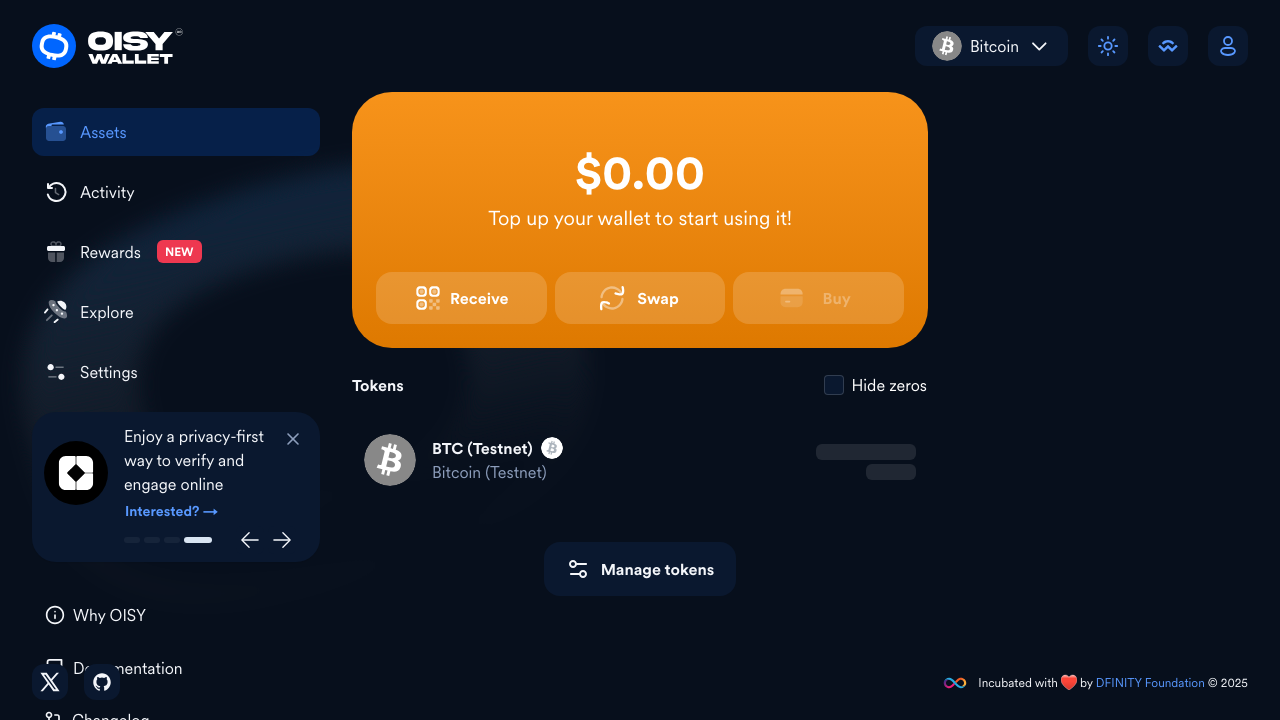 OISY
WALLET
Bitcoin
Assets
Activity
Rewards
NEW
Explore
Settings
Enjoy a privacy-first
way to verify and
engage online
Interested? →
Why OISY
Changelog
$0.00
Top up your wallet to start using it!
Receive
Swap
Buy
Tokens
Hide zeros
BTC (Testnet)
Bitcoin (Testnet)
Manage tokens
Incubated with ❤️ by DFINITY Foundation © 2025